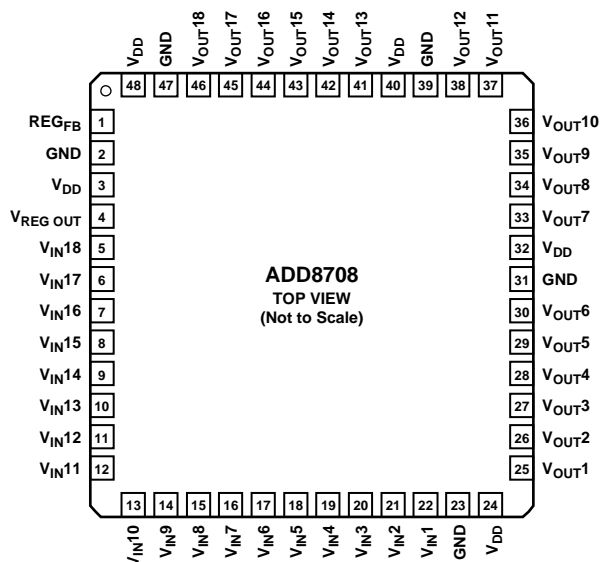 VDD
GND
VOUT18
VOUT17
VOUT16
VOUT15
VOUT14
VOUT13
VDD
GND
VOUT12
VOUT11
48 47 46 45 44 43 42 41 40 39 38 37
REGFB 1
GND 2
VDD 3
VREG OUT 4
VIN18 5
VIN17 6
VIN16 7
VIN15 8
VIN14 9
VIN13 10
VIN12 11
VIN11 12
ADD8708
TOP VIEW
(Not to Scale)
36 VOUT10
35 VOUT9
34 VOUT8
33 VOUT7
32 VDD
31 GND
30 VOUT6
29 VOUT5
28 VOUT4
27 VOUT3
26 VOUT2
25 VOUT1
13 14 15 16 17 18 19 20 21 22 23 24
VIN10
VIN9
VIN8
VIN7
VIN6
VIN5
VIN4
VIN3
VIN2
VIN1
GND
VDD